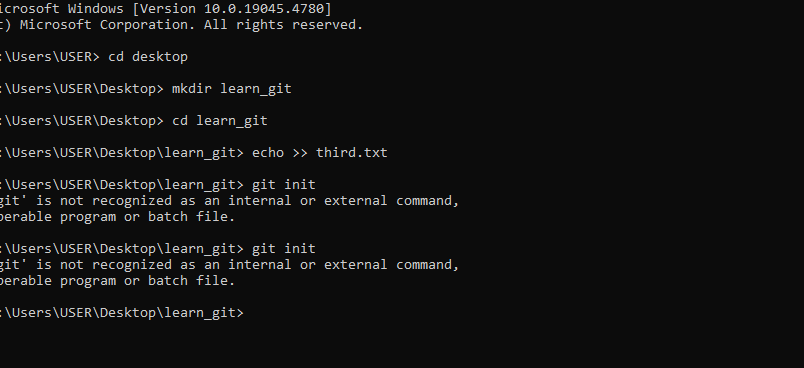 icrosoft Windows [Version 10.0.19045.4780]
t) Microsoft Corporation. All rights reserved.
:\Users\USER> cd desktop
:\Users\USER\Desktop> mkdir learn_git
:\Users\USER\Desktop> cd learn_git
:\Users\USER\Desktop\learn_git> echo >> third.txt
:\Users\USER\Desktop\learn_git> git init
git' is not recognized as an internal or external command,
perable program or batch file.
:\Users\USER\Desktop\learn_git> git init
git' is not recognized as an internal or external command,
perable program or batch file.
:\Users\USER\Desktop\learn_git>